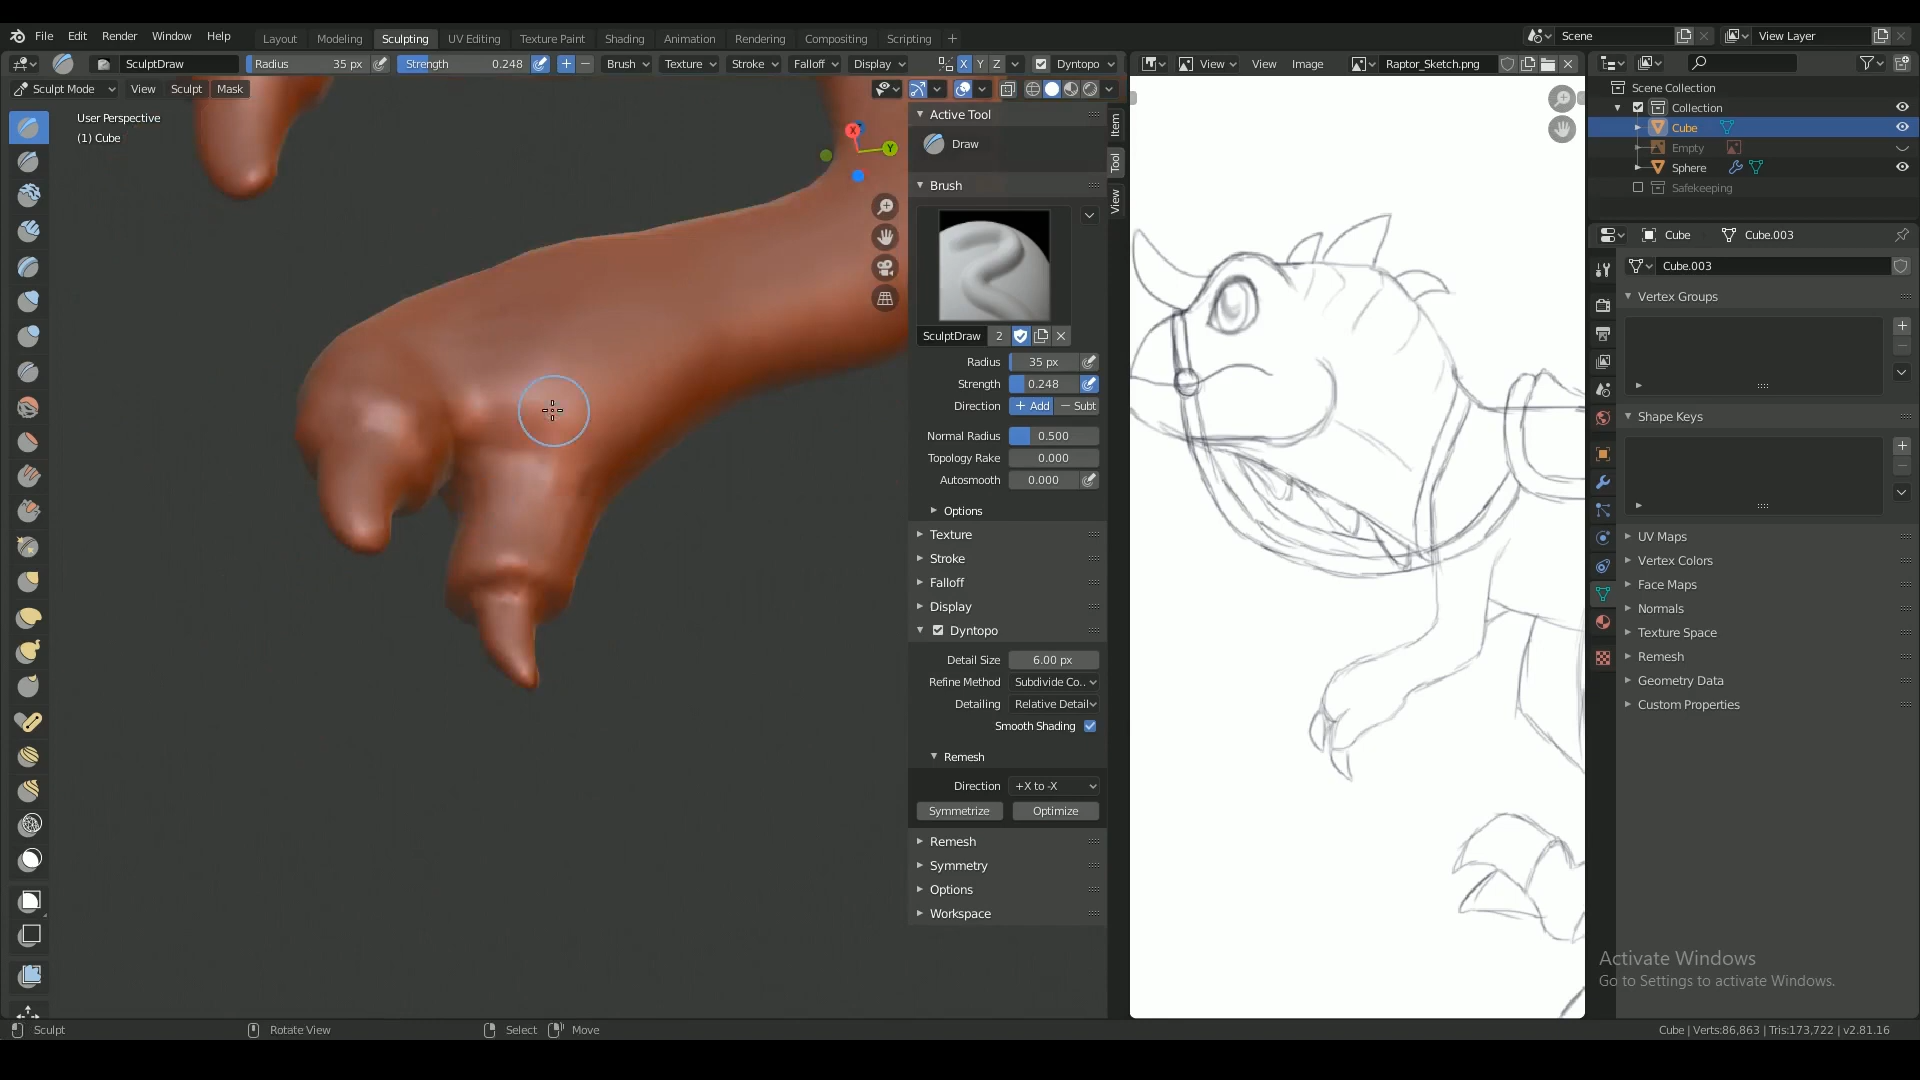 File Edit Render Window Help Layout Modeling Sculpting UV Editing Texture Paint Shading Animation Rendering Compositing Scripting + Scene View Layer
SculptDraw Radius 35 px Strength 0.248 Brush Texture Stroke Falloff Display X Y Z Dyntopo View View Image Raptor_Sketch.png
Sculpt Mode View Sculpt Mask
User Perspective
(1) Cube
X
Y
Active Tool
Draw
Brush
SculptDraw 2
Radius 35 px
Strength 0.248
Direction + Add − Subt
Normal Radius 0.500
Topology Rake 0.000
Autosmooth 0.000
Options
Texture
Stroke
Falloff
Display
Dyntopo
Detail Size 6.00 px
Refine Method Subdivide Co..
Detailing Relative Detail
Smooth Shading
Remesh
Direction +X to -X
Symmetrize Optimize
Remesh
Symmetry
Options
Workspace
Item
Tool
View
Scene Collection
Collection
Cube
Empty
Sphere
Safekeeping
Cube Cube.003
Cube.003
Vertex Groups
Shape Keys
UV Maps
Vertex Colors
Face Maps
Normals
Texture Space
Remesh
Geometry Data
Custom Properties
Activate Windows
Go to Settings to activate Windows.
Sculpt Rotate View Select Move Cube | Verts:86,863 | Tris:173,722 | v2.81.16